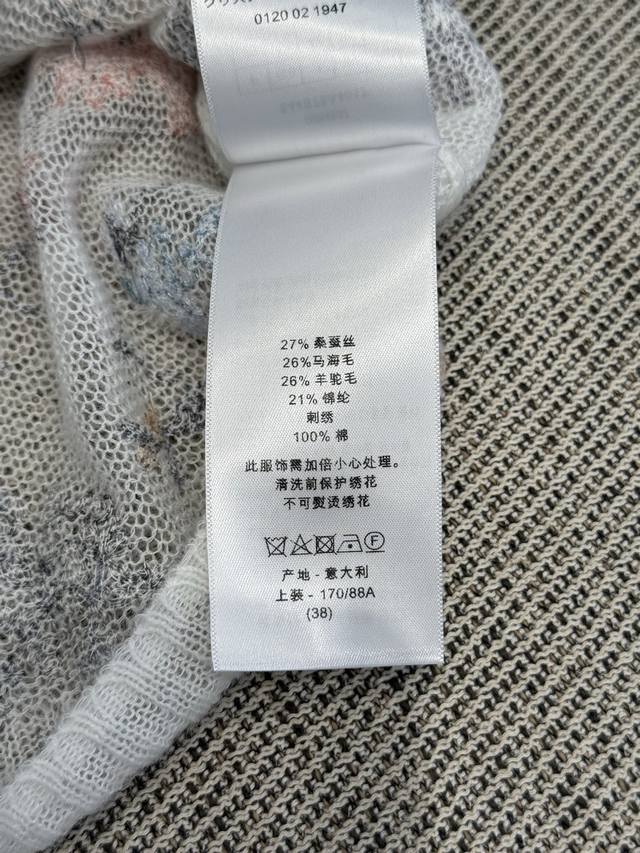 0120 02 1947
27% 桑蚕丝
26%马海毛
26% 羊驼毛
21% 锦纶
刺绣
100% 棉
此服饰需加倍小心处理。
清洗前保护绣花
不可熨烫绣花
产地 - 意大利
上装 - 170/88A
(38)